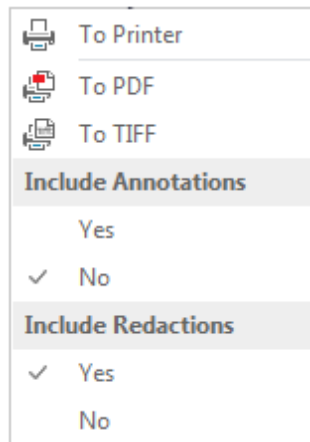 To Printer
To PDF
To TIFF
Include Annotations
Yes
No
Include Redactions
Yes
No